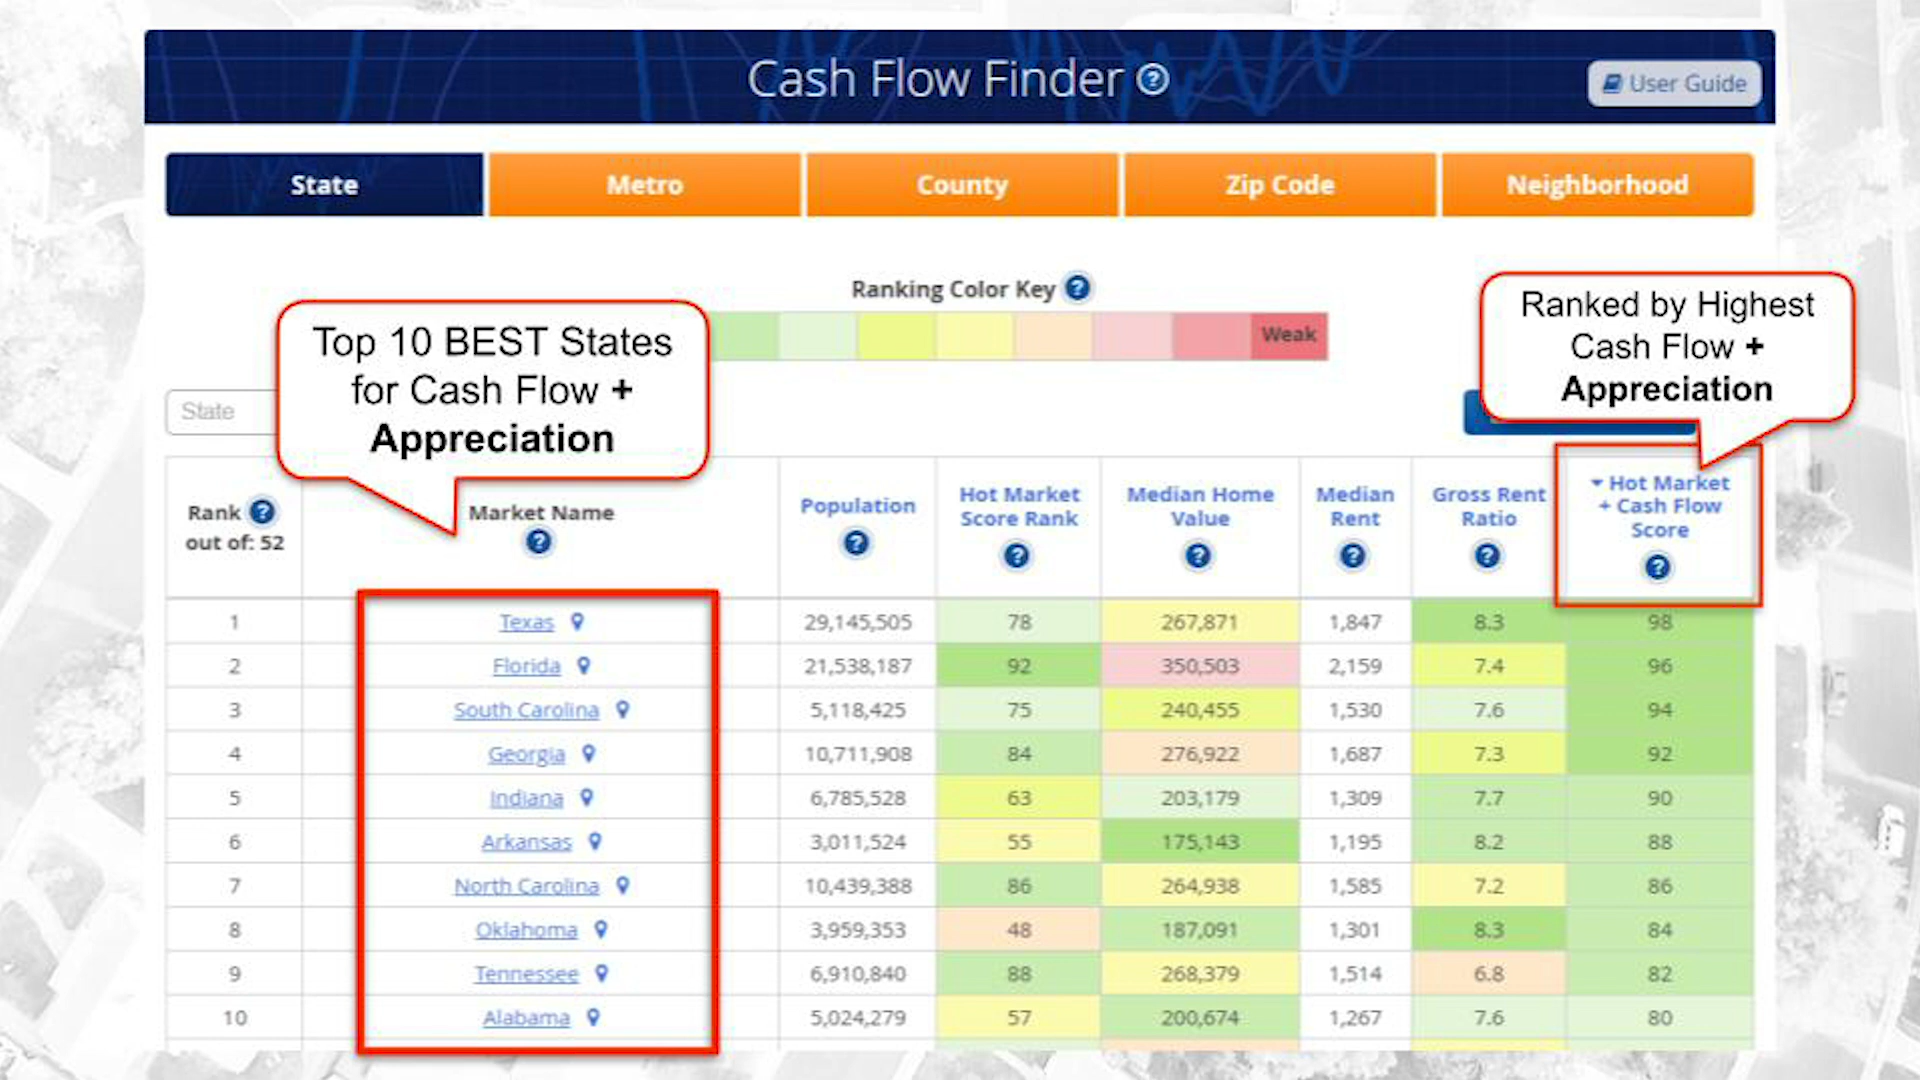 Cash Flow Finder ?
User Guide
State Metro County Zip Code Neighborhood
Ranking Color Key ?
Weak
Top 10 BEST States
for Cash Flow +
Appreciation
Ranked by Highest
Cash Flow +
Appreciation
State
Rank ?
out of: 52
Market Name
?
Population
?
Hot Market
Score Rank
?
Median Home
Value
?
Median
Rent
?
Gross Rent
Ratio
?
Hot Market
+ Cash Flow
Score
?
1 Texas 29,145,505 78 267,871 1,847 8.3 98
2 Florida 21,538,187 92 350,503 2,159 7.4 96
3 South Carolina 5,118,425 75 240,455 1,530 7.6 94
4 Georgia 10,711,908 84 276,922 1,687 7.3 92
5 Indiana 6,785,528 63 203,179 1,309 7.7 90
6 Arkansas 3,011,524 55 175,143 1,195 8.2 88
7 North Carolina 10,439,388 86 264,938 1,585 7.2 86
8 Oklahoma 3,959,353 48 187,091 1,301 8.3 84
9 Tennessee 6,910,840 88 268,379 1,514 6.8 82
10 Alabama 5,024,279 57 200,674 1,267 7.6 80